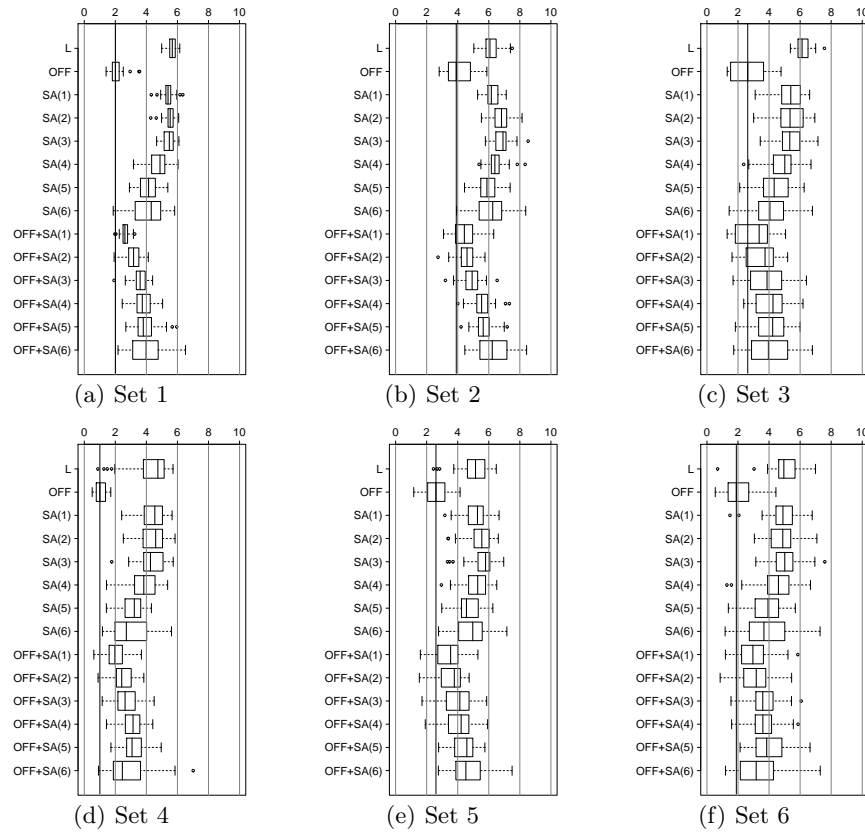 0 2 4 6 8 10
L
OFF
SA(1)
SA(2)
SA(3)
SA(4)
SA(5)
SA(6)
OFF+SA(1)
OFF+SA(2)
OFF+SA(3)
OFF+SA(4)
OFF+SA(5)
OFF+SA(6)
(a) Set 1
0 2 4 6 8 10
L
OFF
SA(1)
SA(2)
SA(3)
SA(4)
SA(5)
SA(6)
OFF+SA(1)
OFF+SA(2)
OFF+SA(3)
OFF+SA(4)
OFF+SA(5)
OFF+SA(6)
(b) Set 2
0 2 4 6 8 10
L
OFF
SA(1)
SA(2)
SA(3)
SA(4)
SA(5)
SA(6)
OFF+SA(1)
OFF+SA(2)
OFF+SA(3)
OFF+SA(4)
OFF+SA(5)
OFF+SA(6)
(c) Set 3
0 2 4 6 8 10
L
OFF
SA(1)
SA(2)
SA(3)
SA(4)
SA(5)
SA(6)
OFF+SA(1)
OFF+SA(2)
OFF+SA(3)
OFF+SA(4)
OFF+SA(5)
OFF+SA(6)
(d) Set 4
0 2 4 6 8 10
L
OFF
SA(1)
SA(2)
SA(3)
SA(4)
SA(5)
SA(6)
OFF+SA(1)
OFF+SA(2)
OFF+SA(3)
OFF+SA(4)
OFF+SA(5)
OFF+SA(6)
(e) Set 5
0 2 4 6 8 10
L
OFF
SA(1)
SA(2)
SA(3)
SA(4)
SA(5)
SA(6)
OFF+SA(1)
OFF+SA(2)
OFF+SA(3)
OFF+SA(4)
OFF+SA(5)
OFF+SA(6)
(f) Set 6